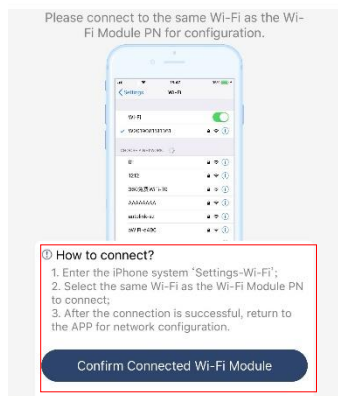 Please connect to the same Wi-Fi as the Wi-
Fi Module PN for configuration.
Settings
Wi-Fi
Wi-Fi
1212
AAAAAAAA
How to connect?
1. Enter the iPhone system ‘Settings-Wi-Fi’;
2. Select the same Wi-Fi as the Wi-Fi Module PN
to connect;
3. After the connection is successful, return to
the APP for network configuration.
Confirm Connected Wi-Fi Module